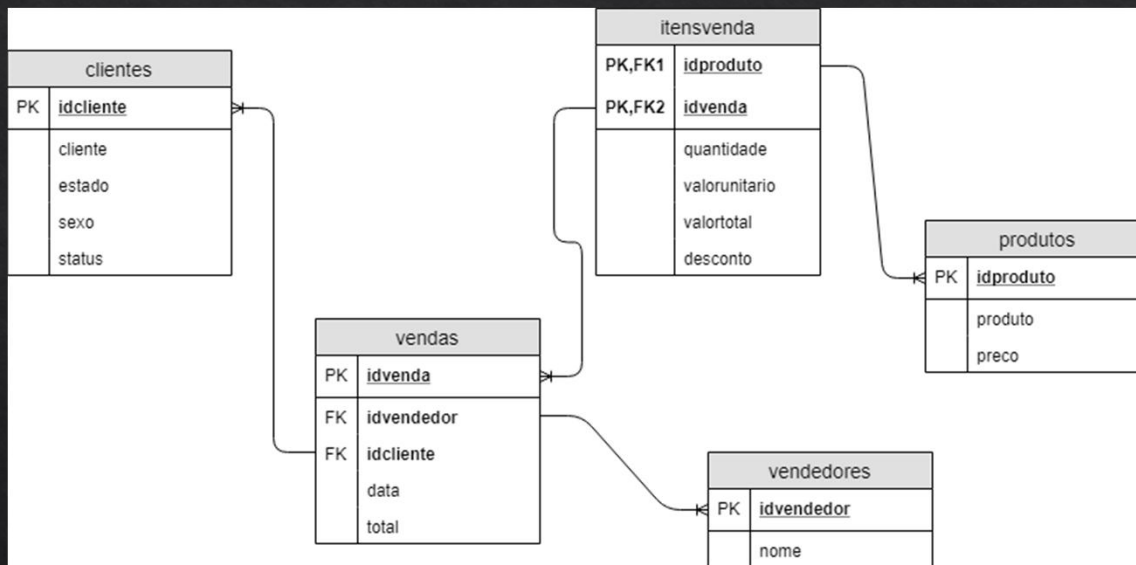 clientes
PK idcliente
cliente
estado
sexo
status
itensvenda
PK,FK1 idproduto
PK,FK2 idvenda
quantidade
valorunitario
valortotal
desconto
produtos
PK idproduto
produto
preco
vendas
PK idvenda
FK idvendedor
FK idcliente
data
total
vendedores
PK idvendedor
nome